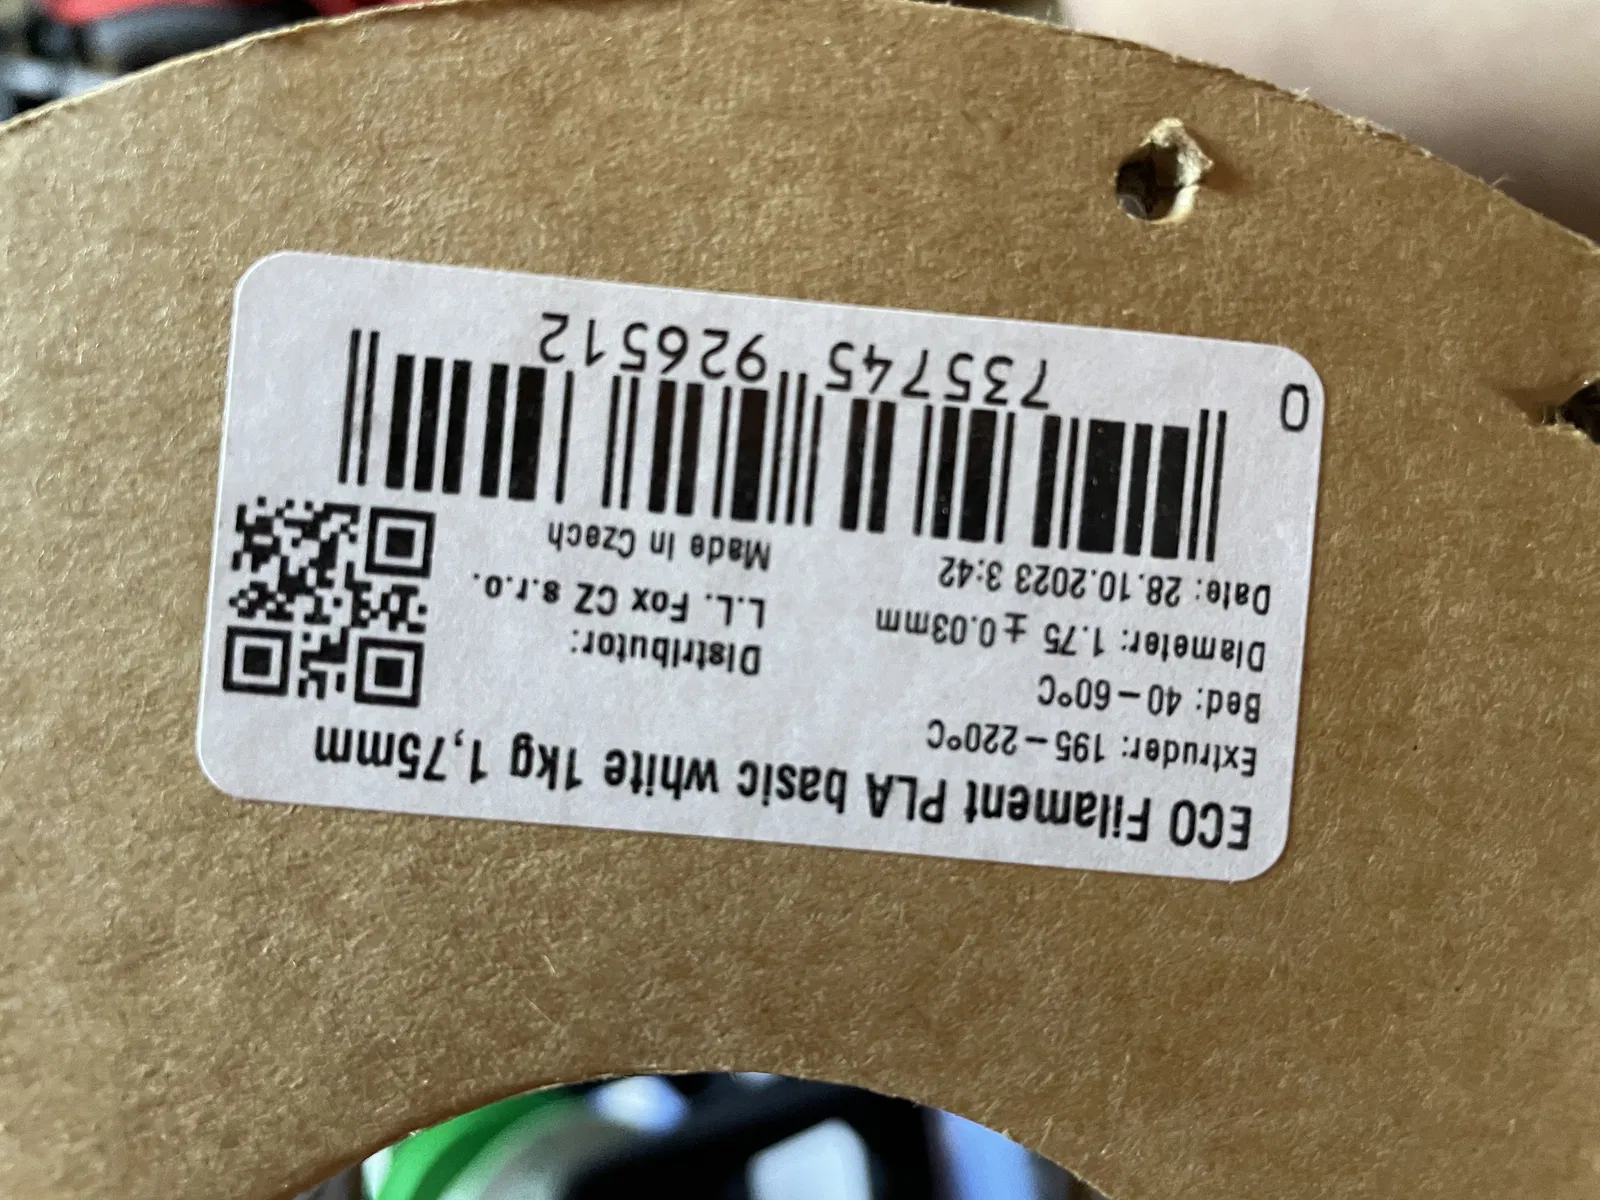 ECO Filament PLA basic white 1kg 1,75mm
Extruder: 195 – 220°C
Bed: 40 – 60°C
Diameter: 1.75 ± 0.03mm
Date: 28.10.2023 3:42
Distributor:
L.L. Fox CZ s.r.o.
Made In Czech
0 735745 926512